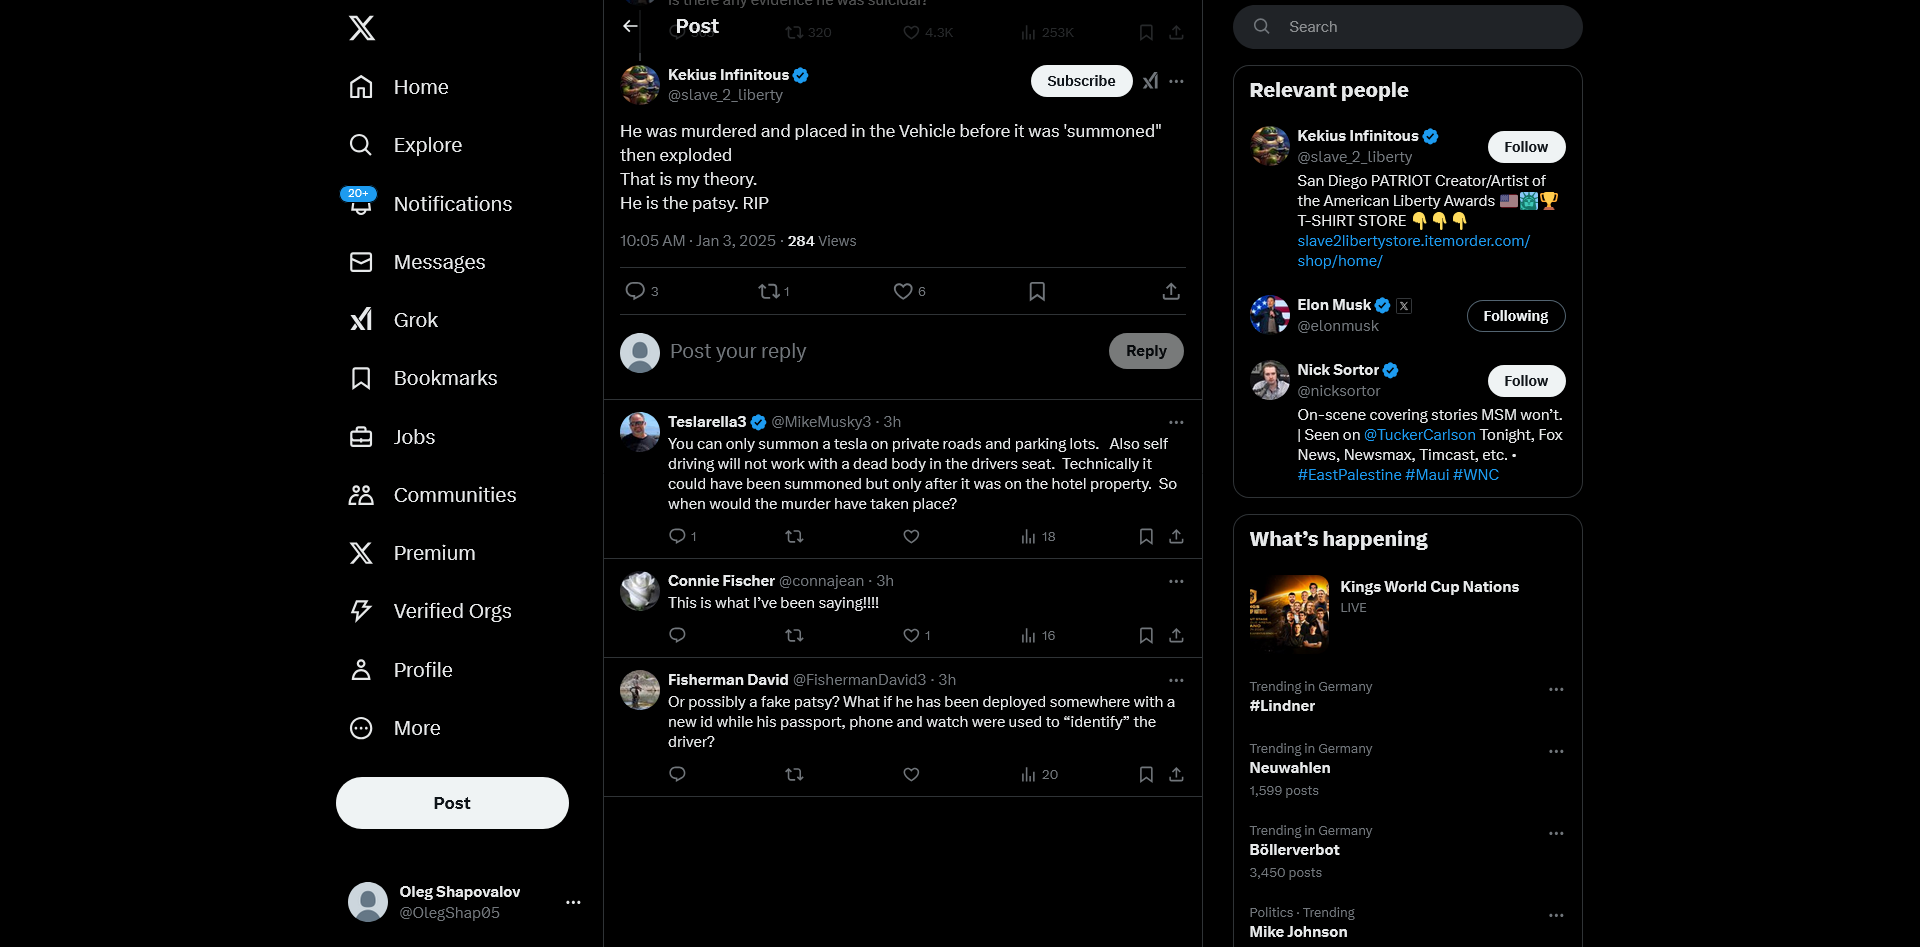 Home
Explore
20+
Notifications
Messages
Grok
Bookmarks
Jobs
Communities
Premium
Verified Orgs
Profile
More
Post
Oleg Shapovalov
@OlegShap05
Is there any evidence he was suicidal?
Post
320
4.3K
253K
Kekius Infinitous
@slave_2_liberty
Subscribe
He was murdered and placed in the Vehicle before it was 'summoned"
then exploded
That is my theory.
He is the patsy. RIP
10:05 AM · Jan 3, 2025 · 284 Views
3
1
6
Post your reply
Reply
Teslarella3 @MikeMusky3 · 3h
You can only summon a tesla on private roads and parking lots. Also self
driving will not work with a dead body in the drivers seat. Technically it
could have been summoned but only after it was on the hotel property. So
when would the murder have taken place?
1
18
Connie Fischer @connajean · 3h
This is what I’ve been saying!!!!
1
16
Fisherman David @FishermanDavid3 · 3h
Or possibly a fake patsy? What if he has been deployed somewhere with a
new id while his passport, phone and watch were used to “identify” the
driver?
20
Search
Relevant people
Kekius Infinitous
@slave_2_liberty
Follow
San Diego PATRIOT Creator/Artist of
the American Liberty Awards 🇺🇸🗽🏆
T-SHIRT STORE 👇👇👇
slave2libertystore.itemorder.com/
shop/home/
Elon Musk
@elonmusk
Following
Nick Sortor
@nicksortor
Follow
On-scene covering stories MSM won’t.
| Seen on @TuckerCarlson Tonight, Fox
News, Newsmax, Timcast, etc. •
#EastPalestine #Maui #WNC
What’s happening
Kings World Cup Nations
LIVE
Trending in Germany
#Lindner
Trending in Germany
Neuwahlen
1,599 posts
Trending in Germany
Böllerverbot
3,450 posts
Politics · Trending
Mike Johnson